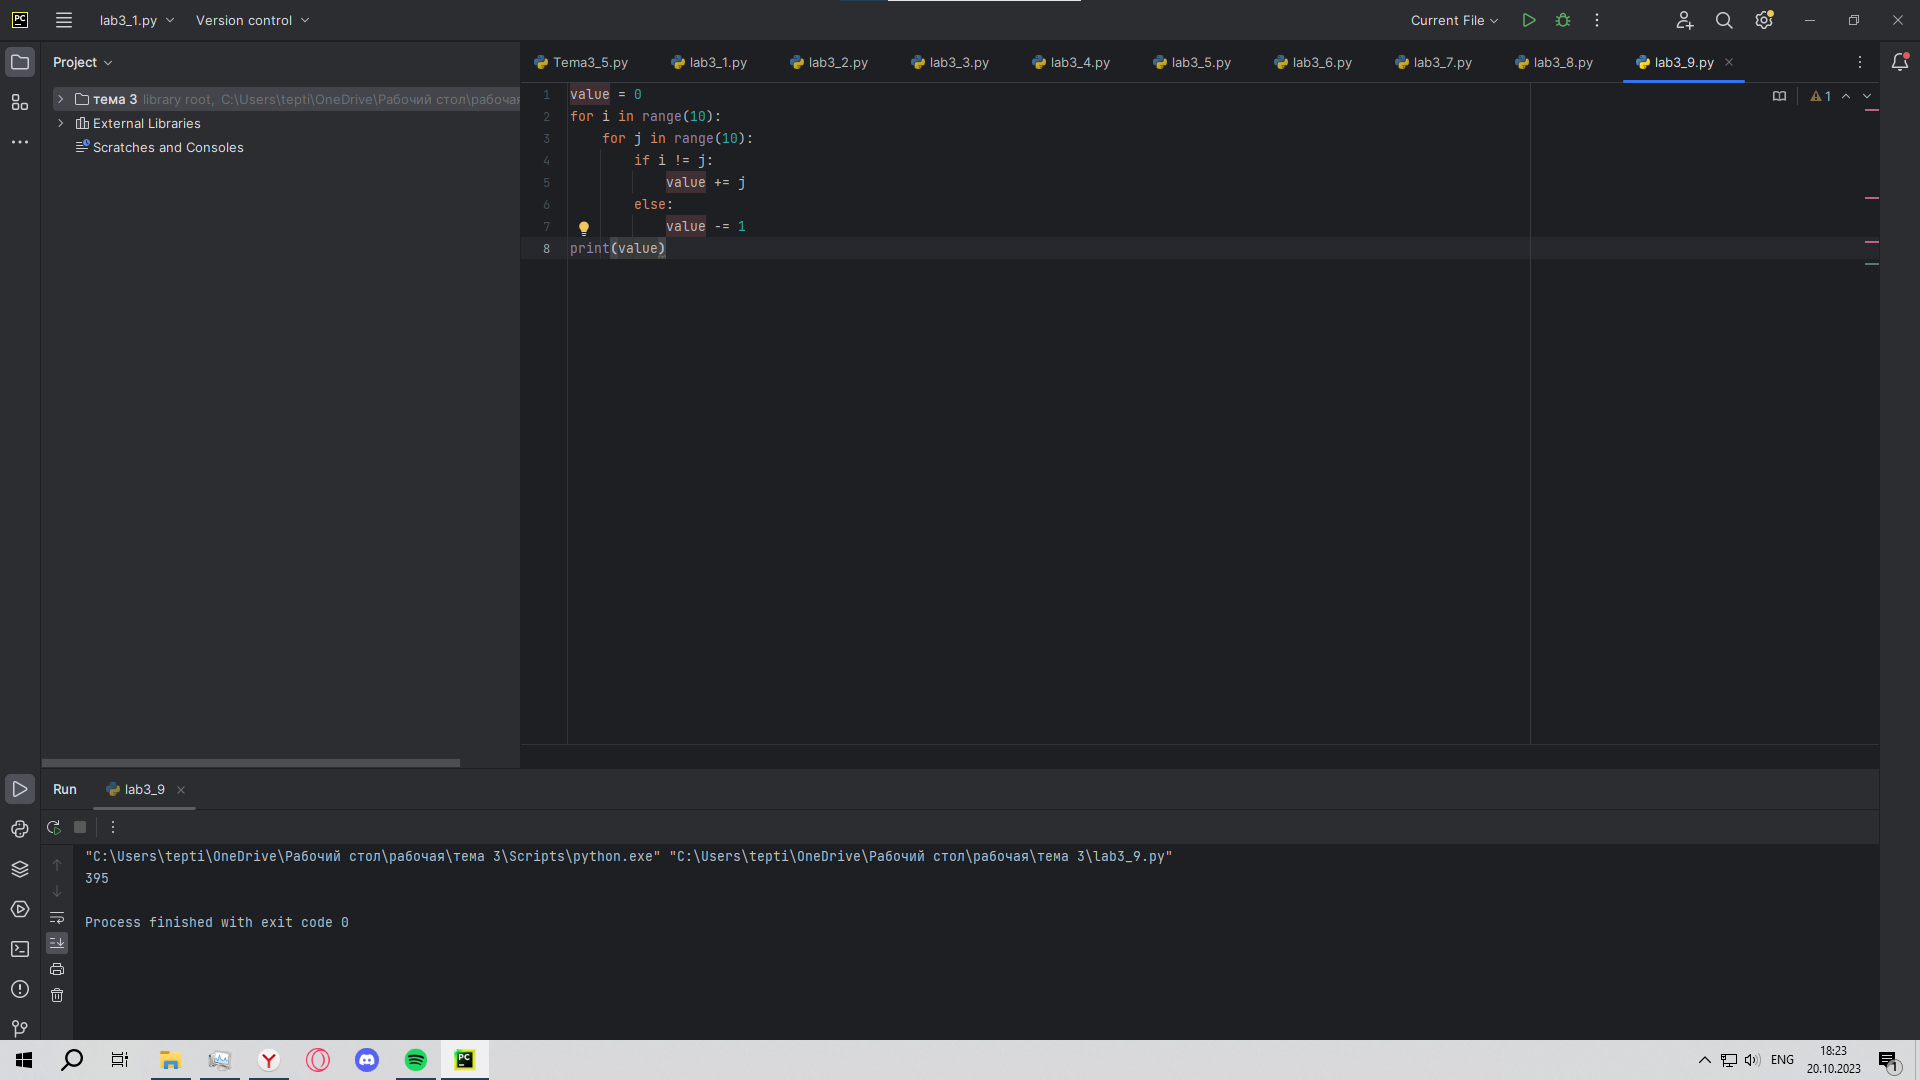 PC lab3_1.py Version control Current File
Project
Tema3_5.py lab3_1.py lab3_2.py lab3_3.py lab3_4.py lab3_5.py lab3_6.py lab3_7.py lab3_8.py lab3_9.py
тема 3 library root, C:\Users\tepti\OneDrive\Рабочий стол\рабочая
External Libraries
Scratches and Consoles
1 value = 0
2 for i in range(10):
3     for j in range(10):
4         if i != j:
5             value += j
6         else:
7             value -= 1
8 print(value)
1
Run lab3_9
"C:\Users\tepti\OneDrive\Рабочий стол\рабочая\тема 3\Scripts\python.exe" "C:\Users\tepti\OneDrive\Рабочий стол\рабочая\тема 3\lab3_9.py"
395
Process finished with exit code 0
PC
ENG
18:23
20.10.2023
1